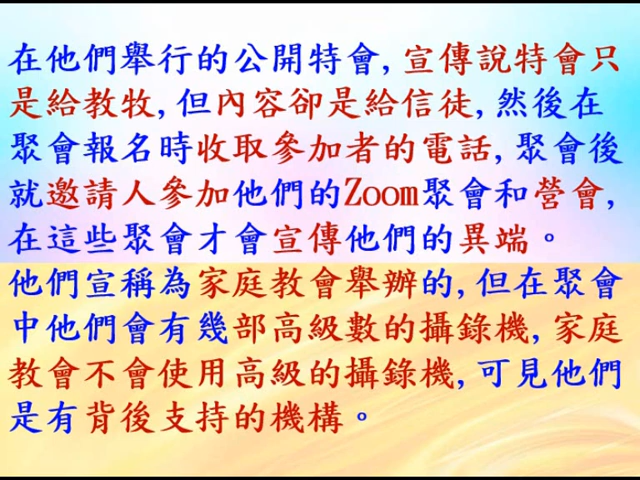 在他們舉行的公開特會,宣傳說特會只
是給教牧,但內容卻是給信徒,然後在
聚會報名時收取參加者的電話,聚會後
就邀請人參加他們的Zoom聚會和營會,
在這些聚會才會宣傳他們的異端。
他們宣稱為家庭教會舉辦的,但在聚會
中他們會有幾部高級數的攝錄機,家庭
教會不會使用高級的攝錄機,可見他們
是有背後支持的機構。